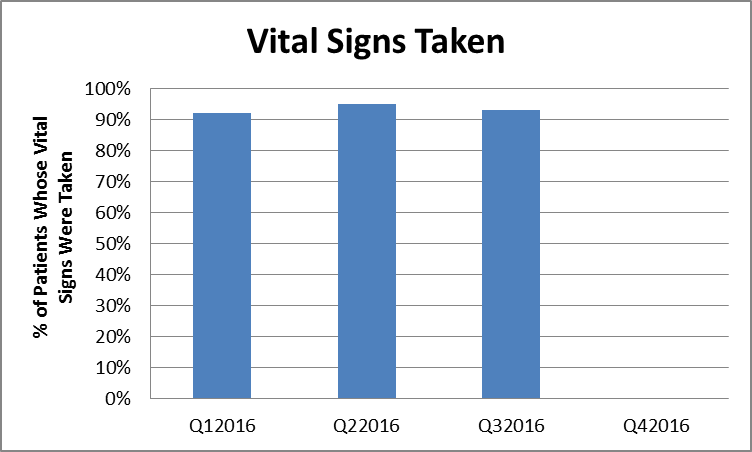 Vital Signs Taken
% of Patients Whose Vital
Signs Were Taken
100%
90%
80%
70%
60%
50%
40%
30%
20%
10%
0%
Q12016
Q22016
Q32016
Q42016